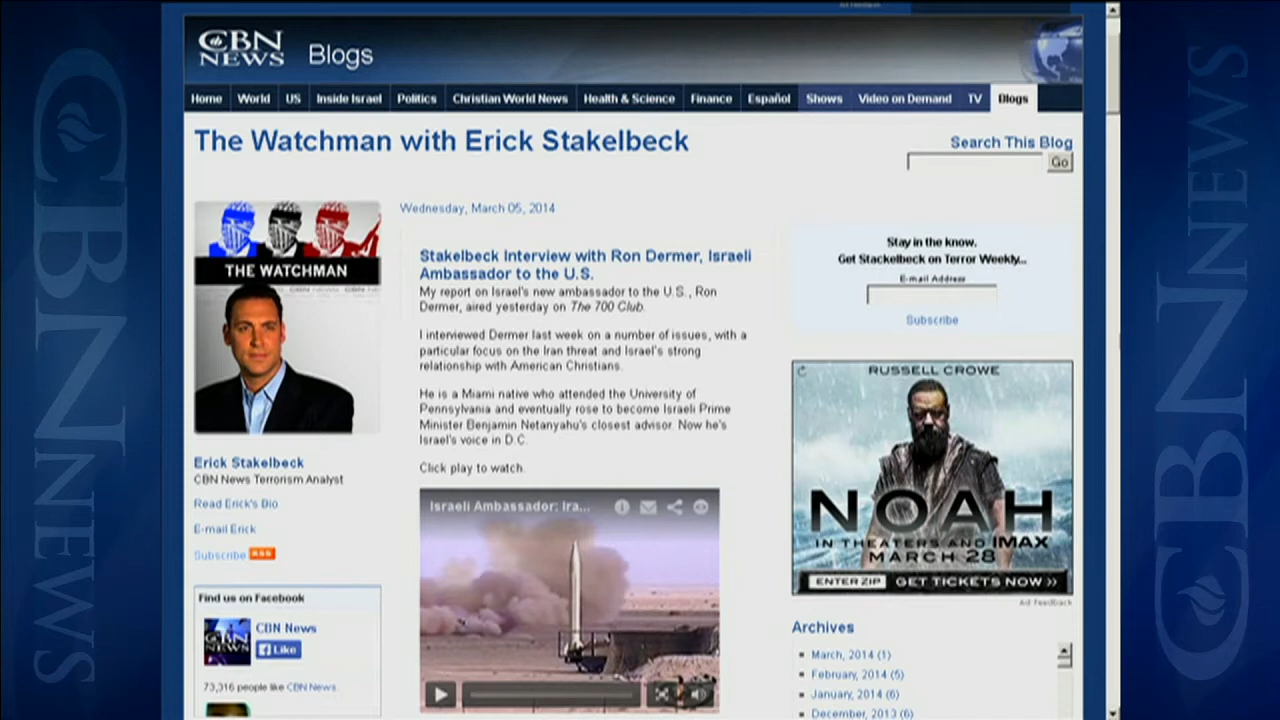 Ad Feedback
CBN NEWS
CBN
NEWS
Blogs
Home World US Inside Israel Politics Christian World News Health & Science Finance Español Shows Video on Demand TV Blogs
The Watchman with Erick Stakelbeck
Search This Blog
Go
THE WATCHMAN
Erick Stakelbeck
CBN News Terrorism Analyst
Read Erick's Bio
E-mail Erick
Subscribe RSS
Find us on Facebook
CBN NEWS
CBN News
Like
73,316 people like CBN News.
Wednesday, March 05, 2014
Stakelbeck Interview with Ron Dermer, Israeli
Ambassador to the U.S.
My report on Israel's new ambassador to the U.S., Ron
Dermer, aired yesterday on The 700 Club.
I interviewed Dermer last week on a number of issues, with a
particular focus on the Iran threat and Israel's strong
relationship with American Christians.
He is a Miami native who attended the University of
Pennsylvania and eventually rose to become Israeli Prime
Minister Benjamin Netanyahu's closest advisor. Now he's
Israel's voice in D.C.
Click play to watch.
Israeli Ambassador: Ira...
Stay in the know.
Get Stackelbeck on Terror Weekly...
E-mail Address
Subscribe
RUSSELL CROWE
NOAH
IN THEATERS AND IMAX
MARCH 28
ENTER ZIP GET TICKETS NOW >>
Ad Feedback
Archives
March, 2014 (1)
February, 2014 (5)
January, 2014 (6)
December, 2013 (6)
CBN NEWS